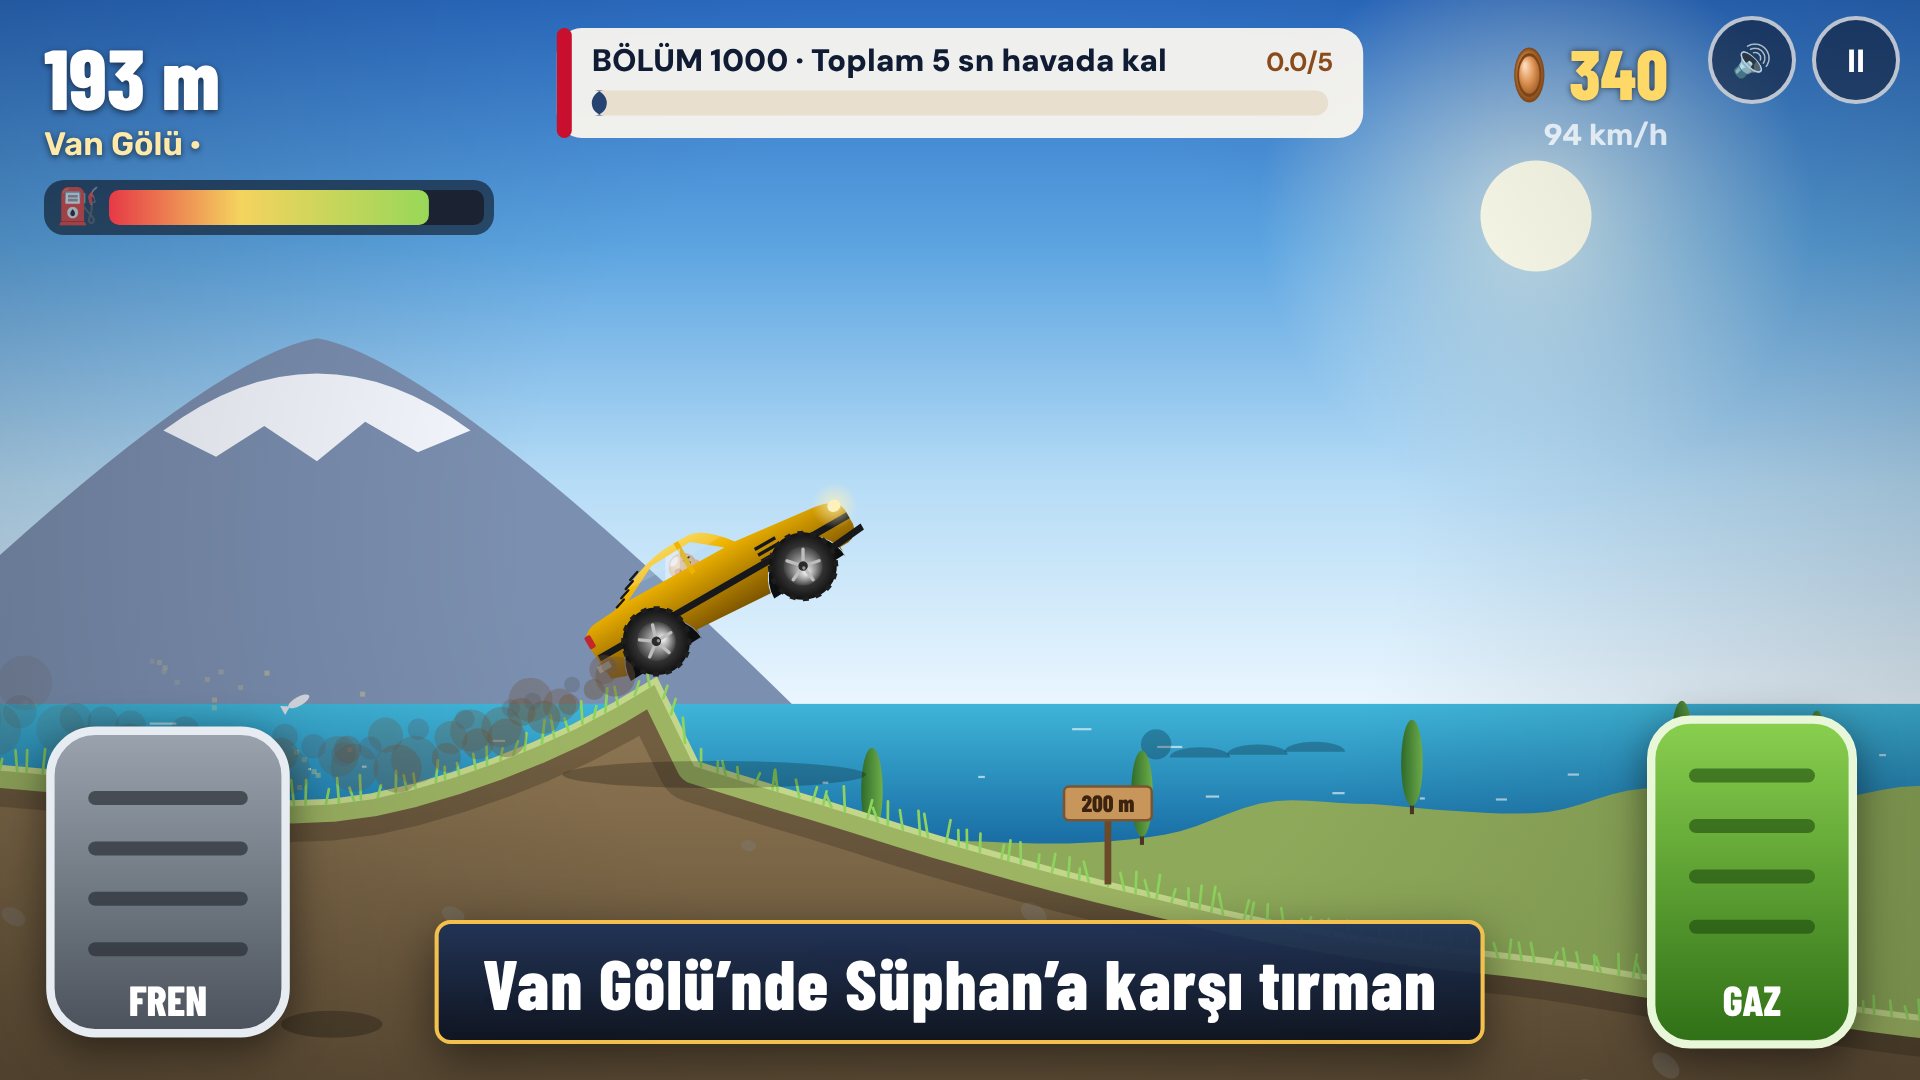 193 m
Van Gölü •
BÖLÜM 1000 · Toplam 5 sn havada kal
0.0/5
340
94 km/h
200 m
FREN
Van Gölü’nde Süphan’a karşı tırman
GAZ